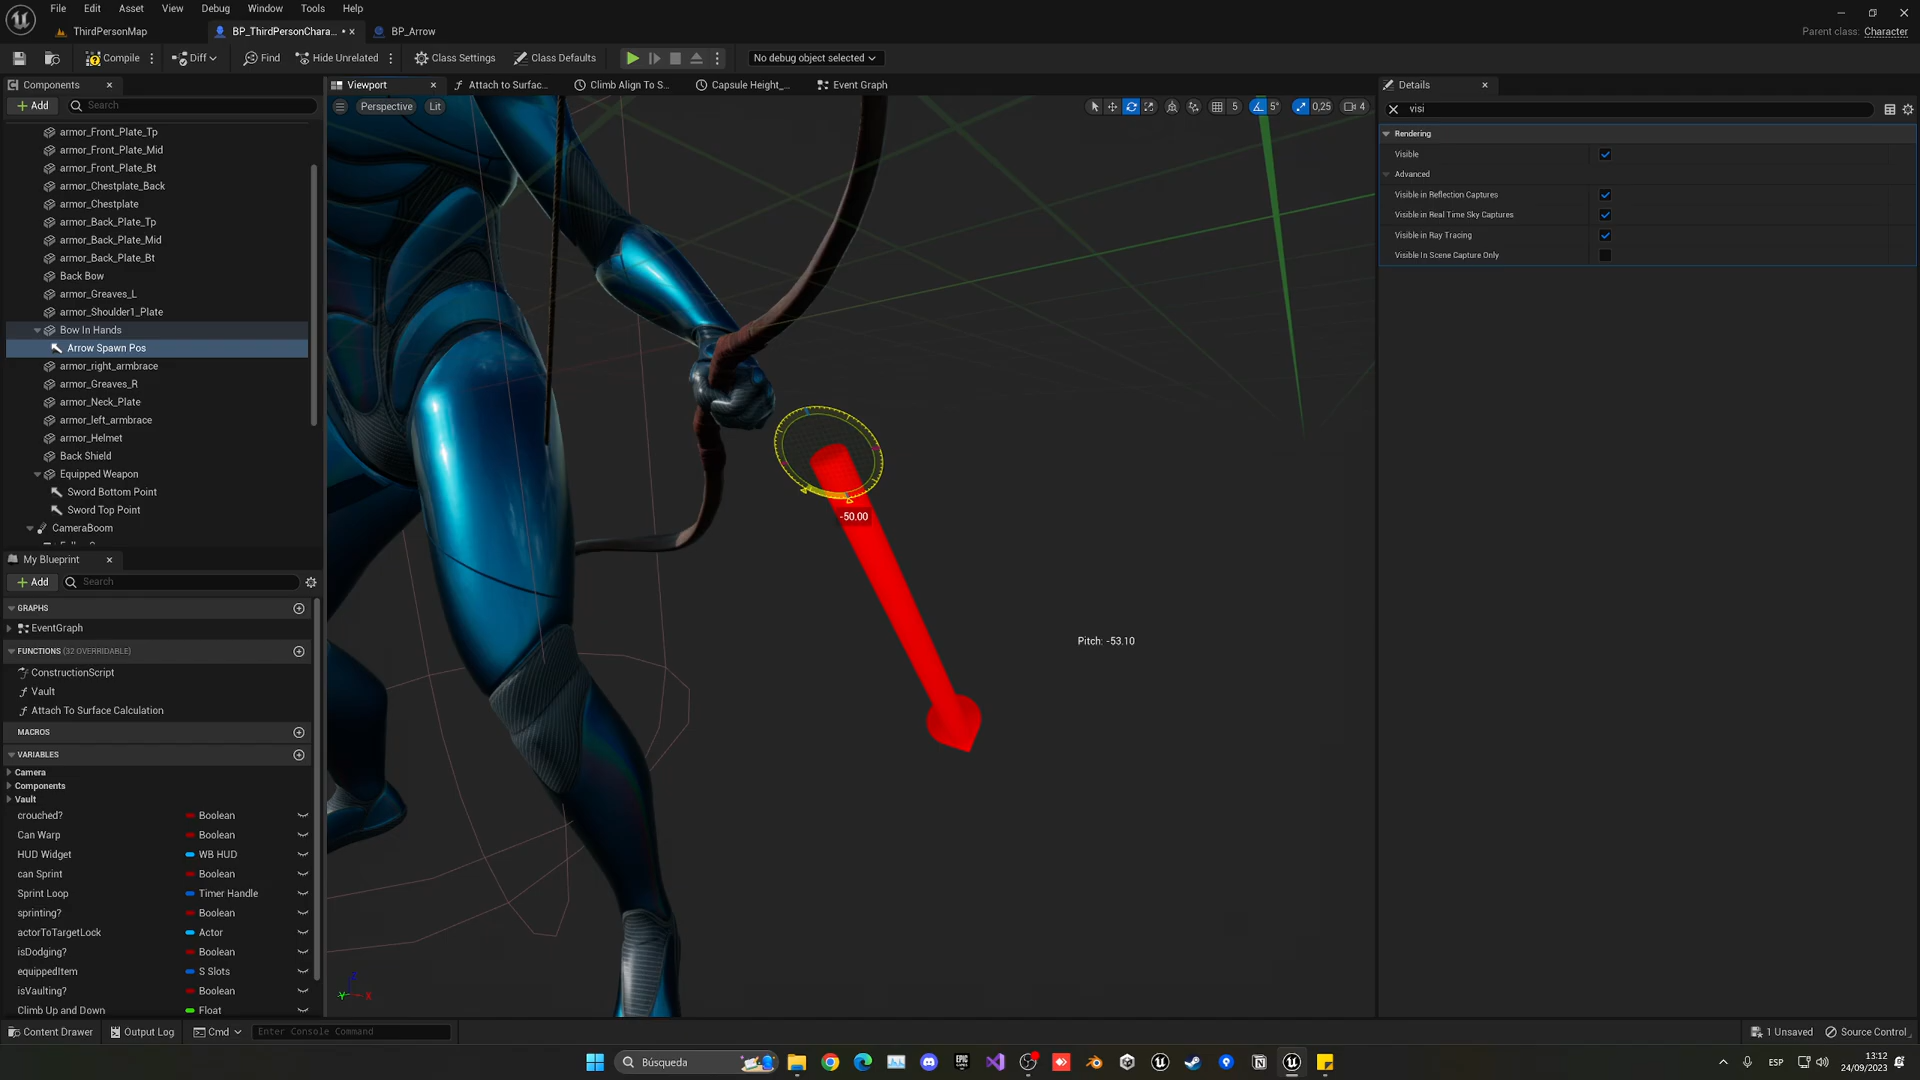 File Edit Asset View Debug Window Tools Help
ThirdPersonMap
BP_ThirdPersonChara...
BP_Arrow
Parent class: Character
Compile
Diff
Find
Hide Unrelated
Class Settings
Class Defaults
No debug object selected
Components
Add
Search
armor_Front_Plate_Tp
armor_Front_Plate_Mid
armor_Front_Plate_Bt
armor_Chestplate_Back
armor_Chestplate
armor_Back_Plate_Tp
armor_Back_Plate_Mid
armor_Back_Plate_Bt
Back Bow
armor_Greaves_L
armor_Shoulder1_Plate
Bow In Hands
Arrow Spawn Pos
armor_right_armbrace
armor_Greaves_R
armor_Neck_Plate
armor_left_armbrace
armor_Helmet
Back Shield
Equipped Weapon
Sword Bottom Point
Sword Top Point
CameraBoom
My Blueprint
Add
Search
GRAPHS
EventGraph
FUNCTIONS (32 OVERRIDABLE)
ConstructionScript
Vault
Attach To Surface Calculation
MACROS
VARIABLES
Camera
Components
Vault
crouched? Boolean
Can Warp Boolean
HUD Widget WB HUD
can Sprint Boolean
Sprint Loop Timer Handle
sprinting? Boolean
actorToTargetLock Actor
isDodging? Boolean
equippedItem S Slots
isVaulting? Boolean
Climb Up and Down Float
Viewport
Attach to Surfac...
Climb Align To S...
Capsule Height_...
Event Graph
Perspective
Lit
5
5°
0,25
4
-50.00
Pitch: -53.10
Y X
Details
visi
Rendering
Visible
Advanced
Visible in Reflection Captures
Visible in Real Time Sky Captures
Visible in Ray Tracing
Visible In Scene Capture Only
Content Drawer
Output Log
Cmd
Enter Console Command
1 Unsaved
Source Control
Búsqueda
ESP
13:12
24/09/2023